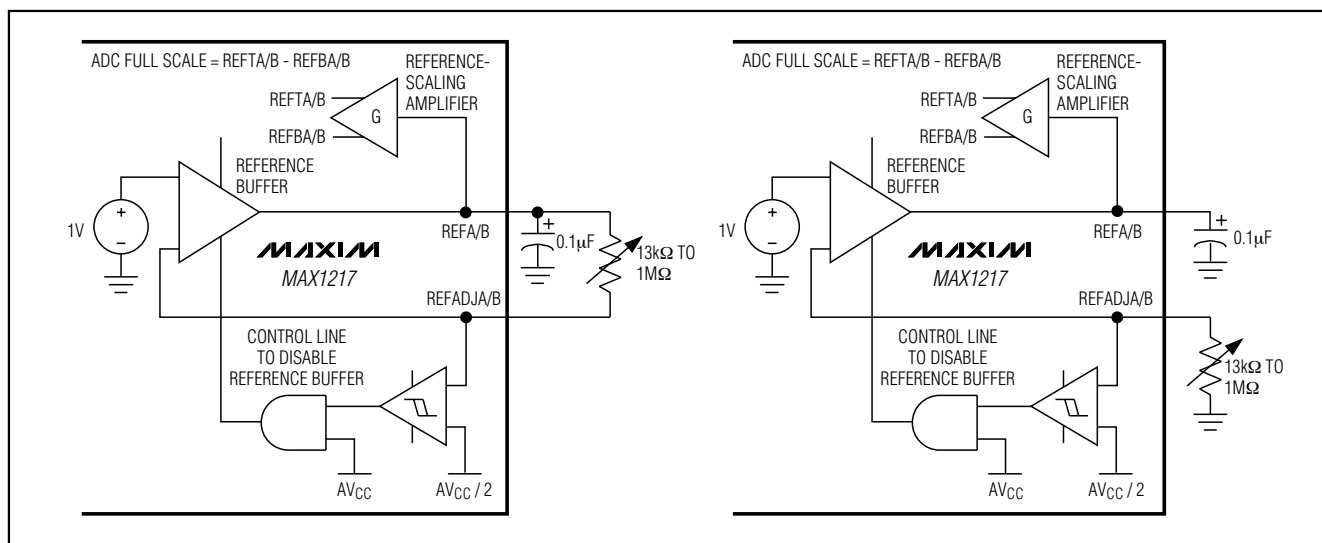 ADC FULL SCALE = REFTA/B - REFBA/B
REFERENCE-
SCALING
AMPLIFIER
REFTA/B
G
REFBA/B
REFERENCE
BUFFER
+
1V
−
REFA/B
+
0.1µF
13kΩ TO
1MΩ
MAXIM
MAX1217
REFADJA/B
CONTROL LINE
TO DISABLE
REFERENCE BUFFER
AVCC
AVCC / 2
ADC FULL SCALE = REFTA/B - REFBA/B
REFERENCE-
SCALING
AMPLIFIER
REFTA/B
G
REFBA/B
REFERENCE
BUFFER
+
1V
−
REFA/B
+
0.1µF
MAXIM
MAX1217
REFADJA/B
CONTROL LINE
TO DISABLE
REFERENCE BUFFER
13kΩ TO
1MΩ
AVCC
AVCC / 2